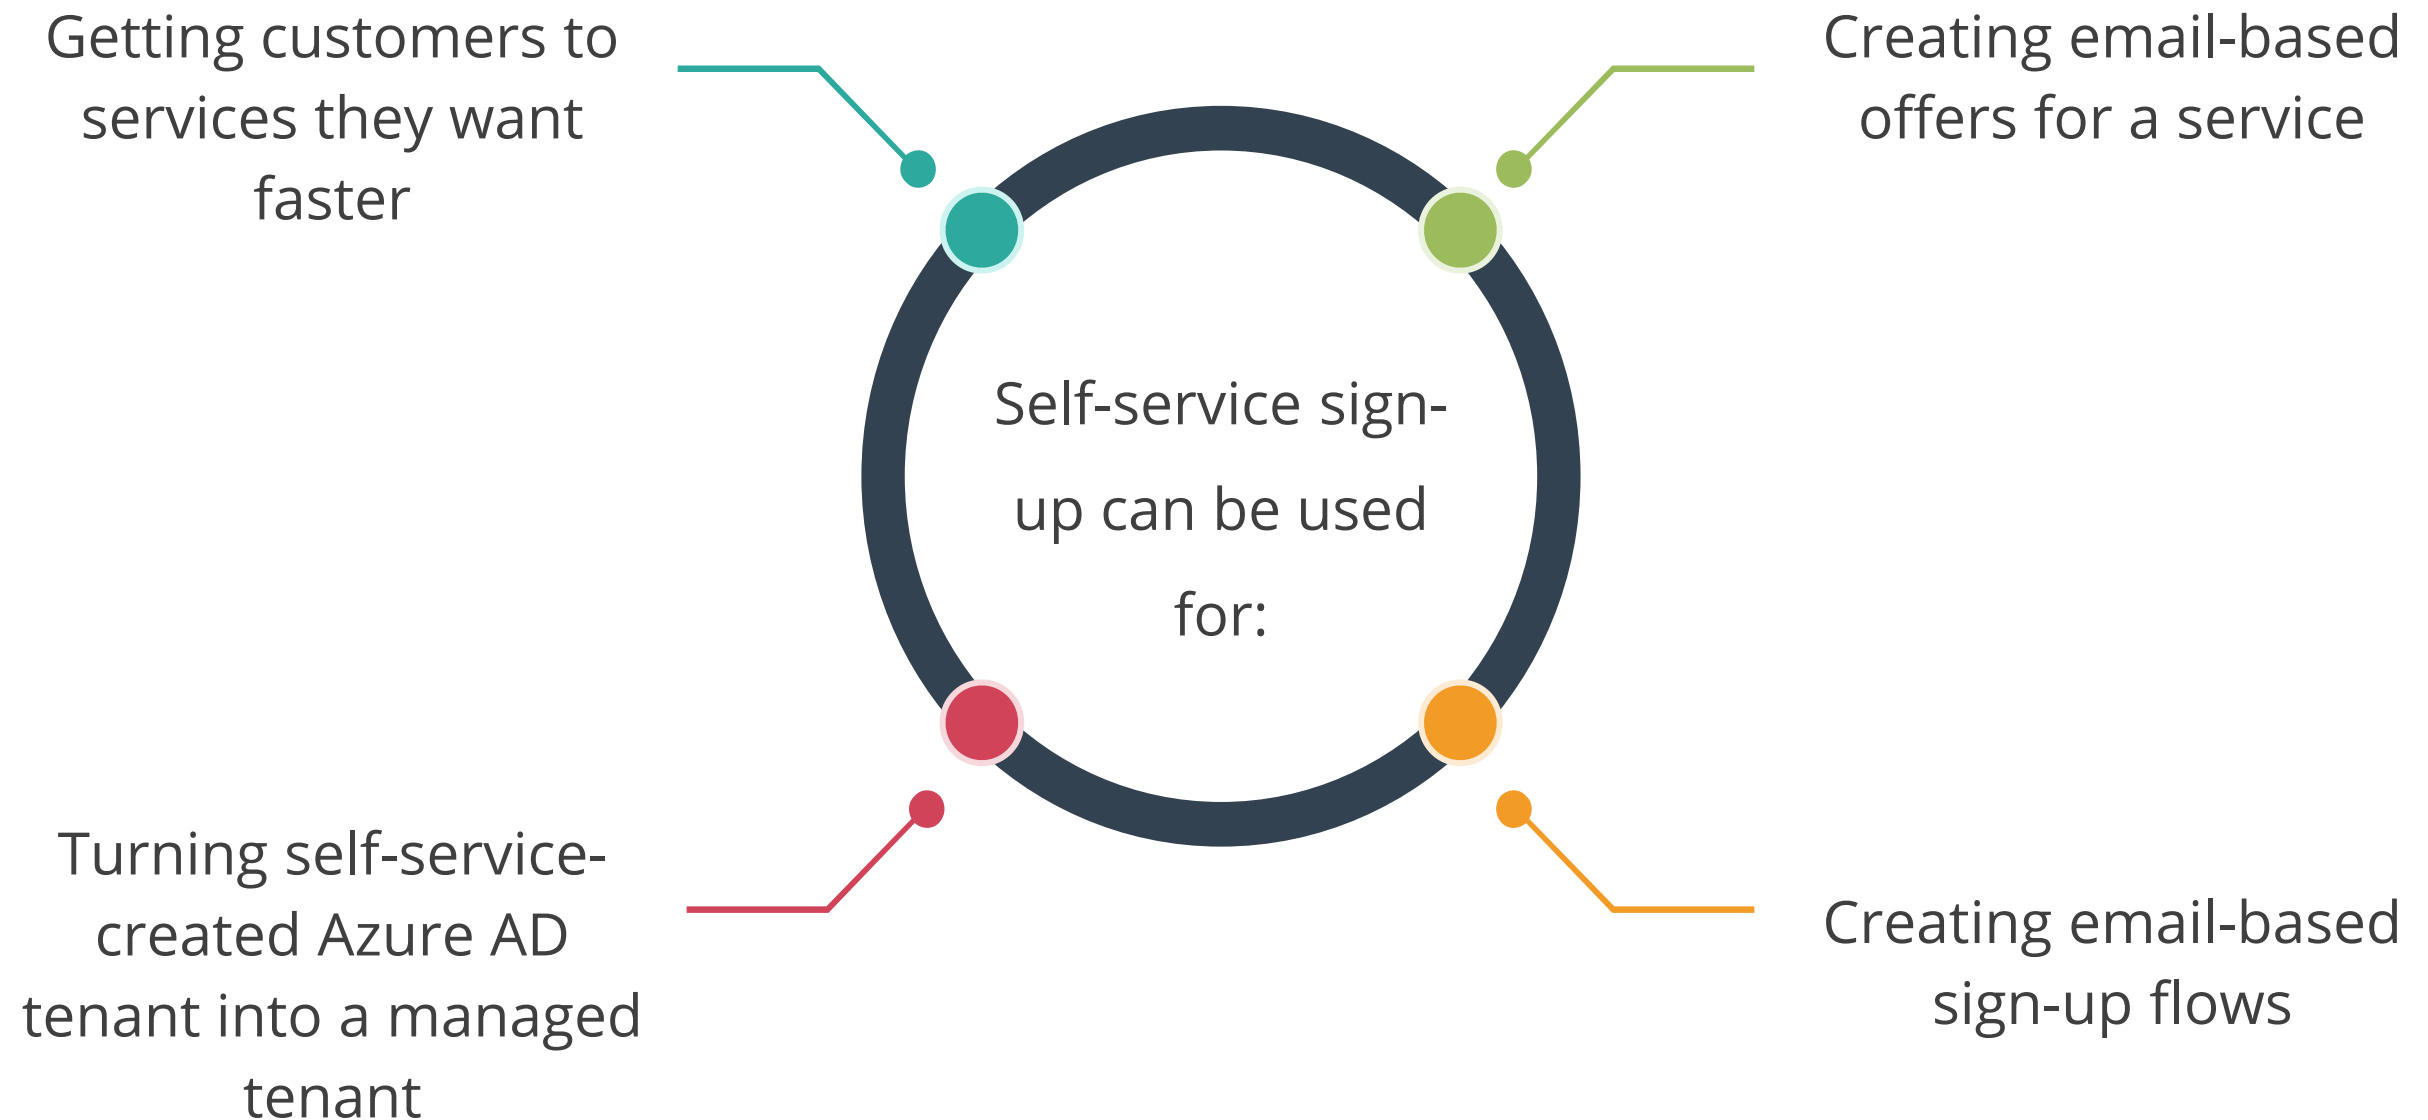 Getting customers to
services they want
faster
Creating email-based
offers for a service
Self-service sign-
up can be used
for:
Turning self-service-
created Azure AD
tenant into a managed
tenant
Creating email-based
sign-up flows